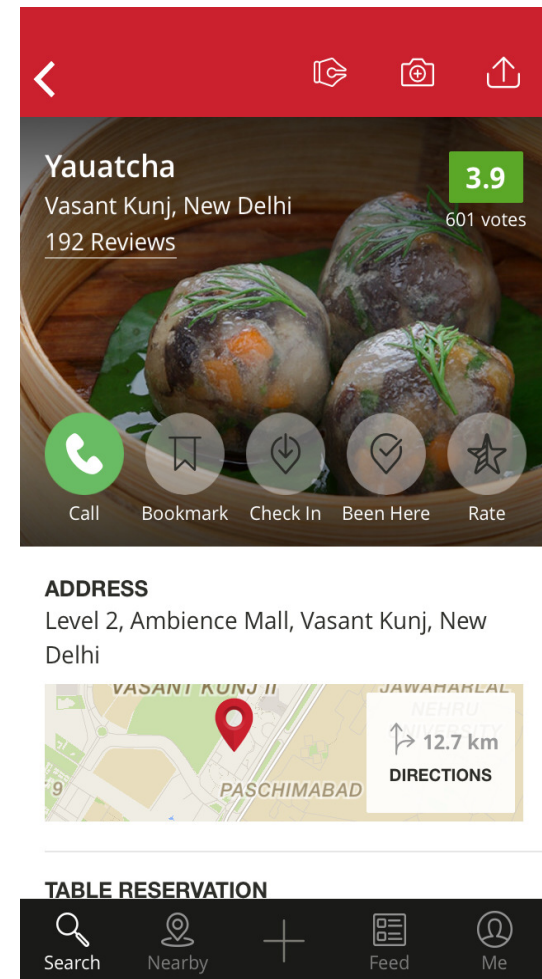 Yauatcha
3.9
Vasant Kunj, New Delhi
601 votes
192 Reviews
Call
Bookmark
Check In
Been Here
Rate
ADDRESS
Level 2, Ambience Mall, Vasant Kunj, New
Delhi
VASANT KUNJ II
JAWAHARLAL
NEHRU
UNIVERSITY
12.7 km
DIRECTIONS
9
PASCHIMABAD
TABLE RESERVATION
Search
Nearby
Feed
Me